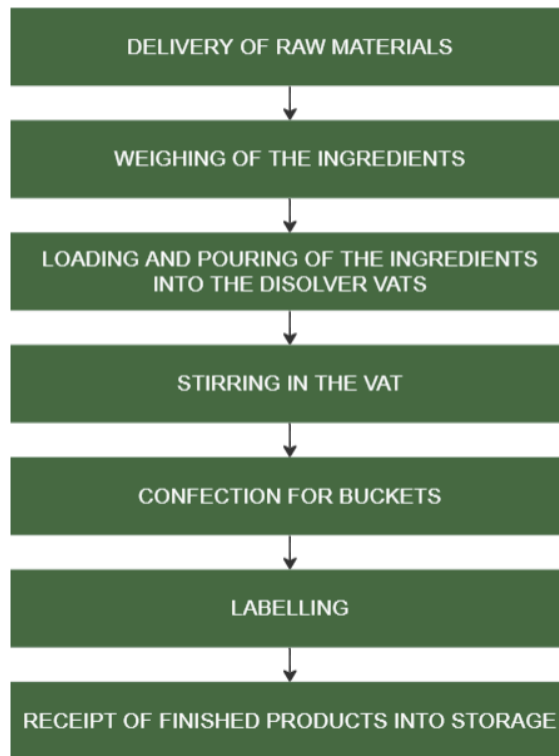 DELIVERY OF RAW MATERIALS
WEIGHING OF THE INGREDIENTS
LOADING AND POURING OF THE INGREDIENTS
INTO THE DISOLVER VATS
STIRRING IN THE VAT
CONFECTION FOR BUCKETS
LABELLING
RECEIPT OF FINISHED PRODUCTS INTO STORAGE